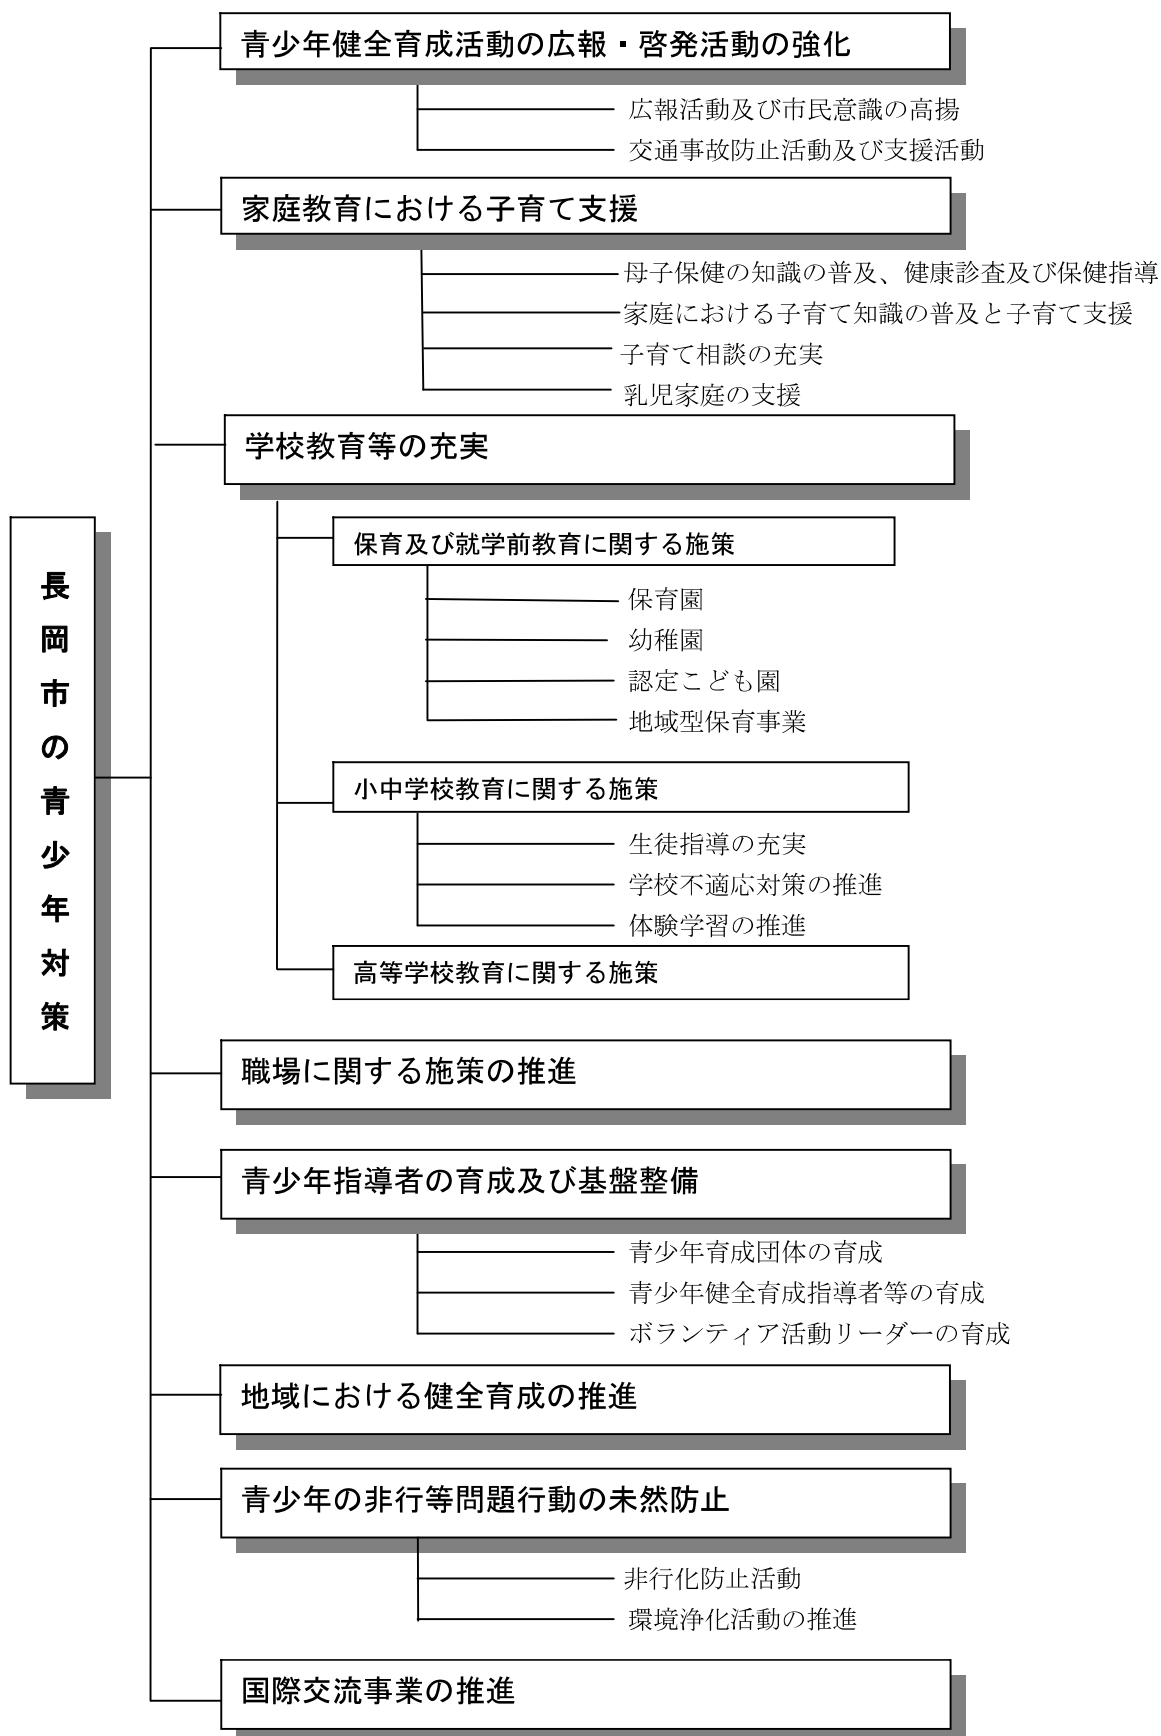 青少年健全育成活動の広報・啓発活動の強化
広報活動及び市民意識の高揚
交通事故防止活動及び支援活動
家庭教育における子育て支援
母子保健の知識の普及、健康診査及び保健指導
家庭における子育て知識の普及と子育て支援
子育て相談の充実
乳児家庭の支援
学校教育等の充実
保育及び就学前教育に関する施策
保育園
幼稚園
認定こども園
地域型保育事業
長岡市の青少年対策
小中学校教育に関する施策
生徒指導の充実
学校不適応対策の推進
体験学習の推進
高等学校教育に関する施策
職場に関する施策の推進
青少年指導者の育成及び基盤整備
青少年育成団体の育成
青少年健全育成指導者等の育成
ボランティア活動リーダーの育成
地域における健全育成の推進
青少年の非行等問題行動の未然防止
非行化防止活動
環境浄化活動の推進
国際交流事業の推進